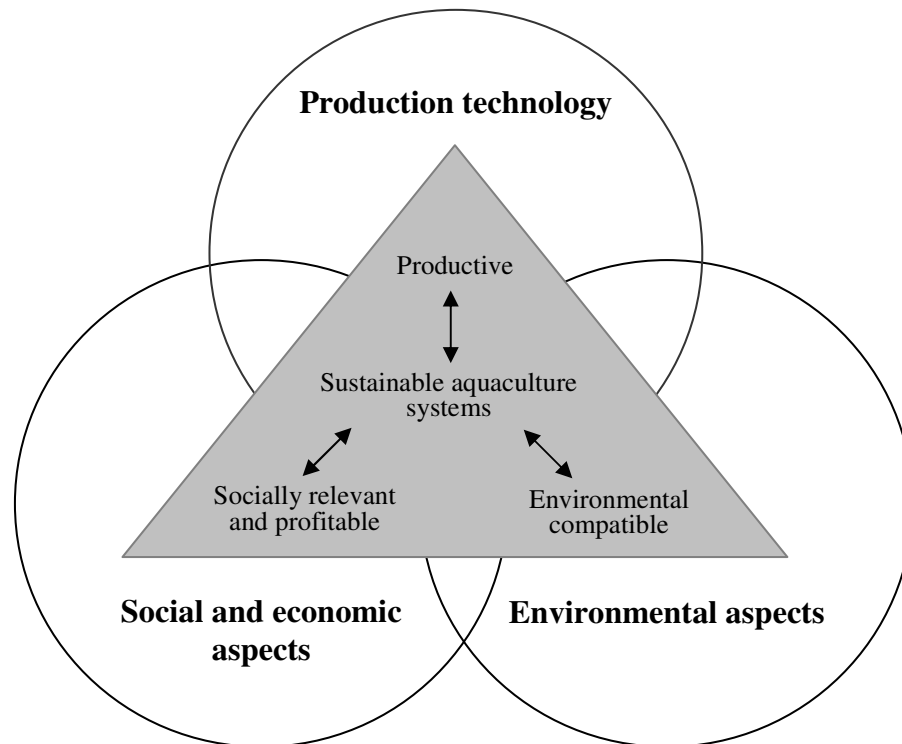 Production technology
Productive
Sustainable aquaculture
systems
Socially relevant
and profitable
Environmental
compatible
Social and economic
aspects
Environmental aspects